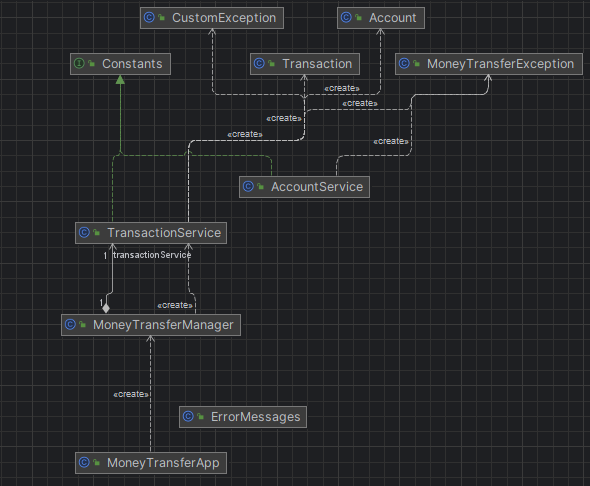 CustomException
Account
Constants
Transaction
MoneyTransferException
«create»
«create»
«create»
«create»
«create»
AccountService
TransactionService
1
transactionService
1
«create»
MoneyTransferManager
«create»
ErrorMessages
MoneyTransferApp